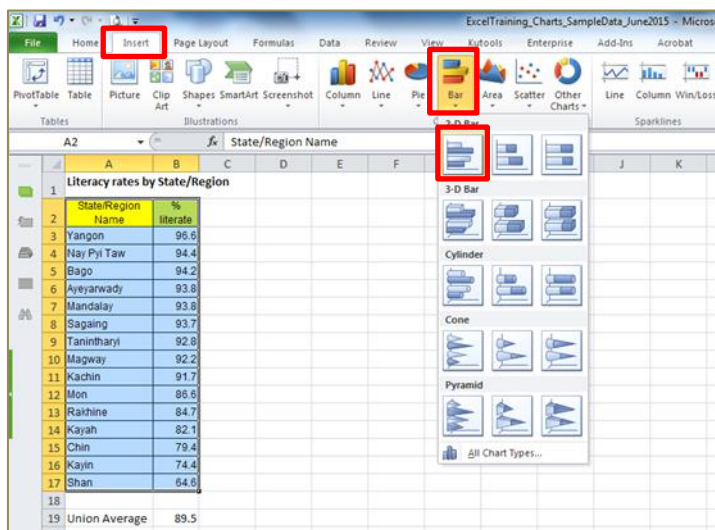 ExcelTraining_Charts_SampleData_June2015 - Micros
File Home Insert Page Layout Formulas Data Review View Kutools Enterprise Add-Ins Acrobat
PivotTable Table Picture Clip Art Shapes SmartArt Screenshot Column Line Pie Bar Area Scatter Other Charts Line Column Win/Loss
Tables Illustrations Sparklines
A2 fx State/Region Name
2-D Bar
A B C D E F J K
1 Literacy rates by State/Region
2 State/Region Name % literate
3 Yangon 96.6
4 Nay Pyi Taw 94.4
5 Bago 94.2
6 Ayeyarwady 93.8
7 Mandalay 93.8
8 Sagaing 93.7
9 Tanintharyi 92.8
10 Magway 92.2
11 Kachin 91.7
12 Mon 86.6
13 Rakhine 84.7
14 Kayah 82.1
15 Chin 79.4
16 Kayin 74.4
17 Shan 64.6
18
19 Union Average 89.5
3-D Bar
Cylinder
Cone
Pyramid
All Chart Types...